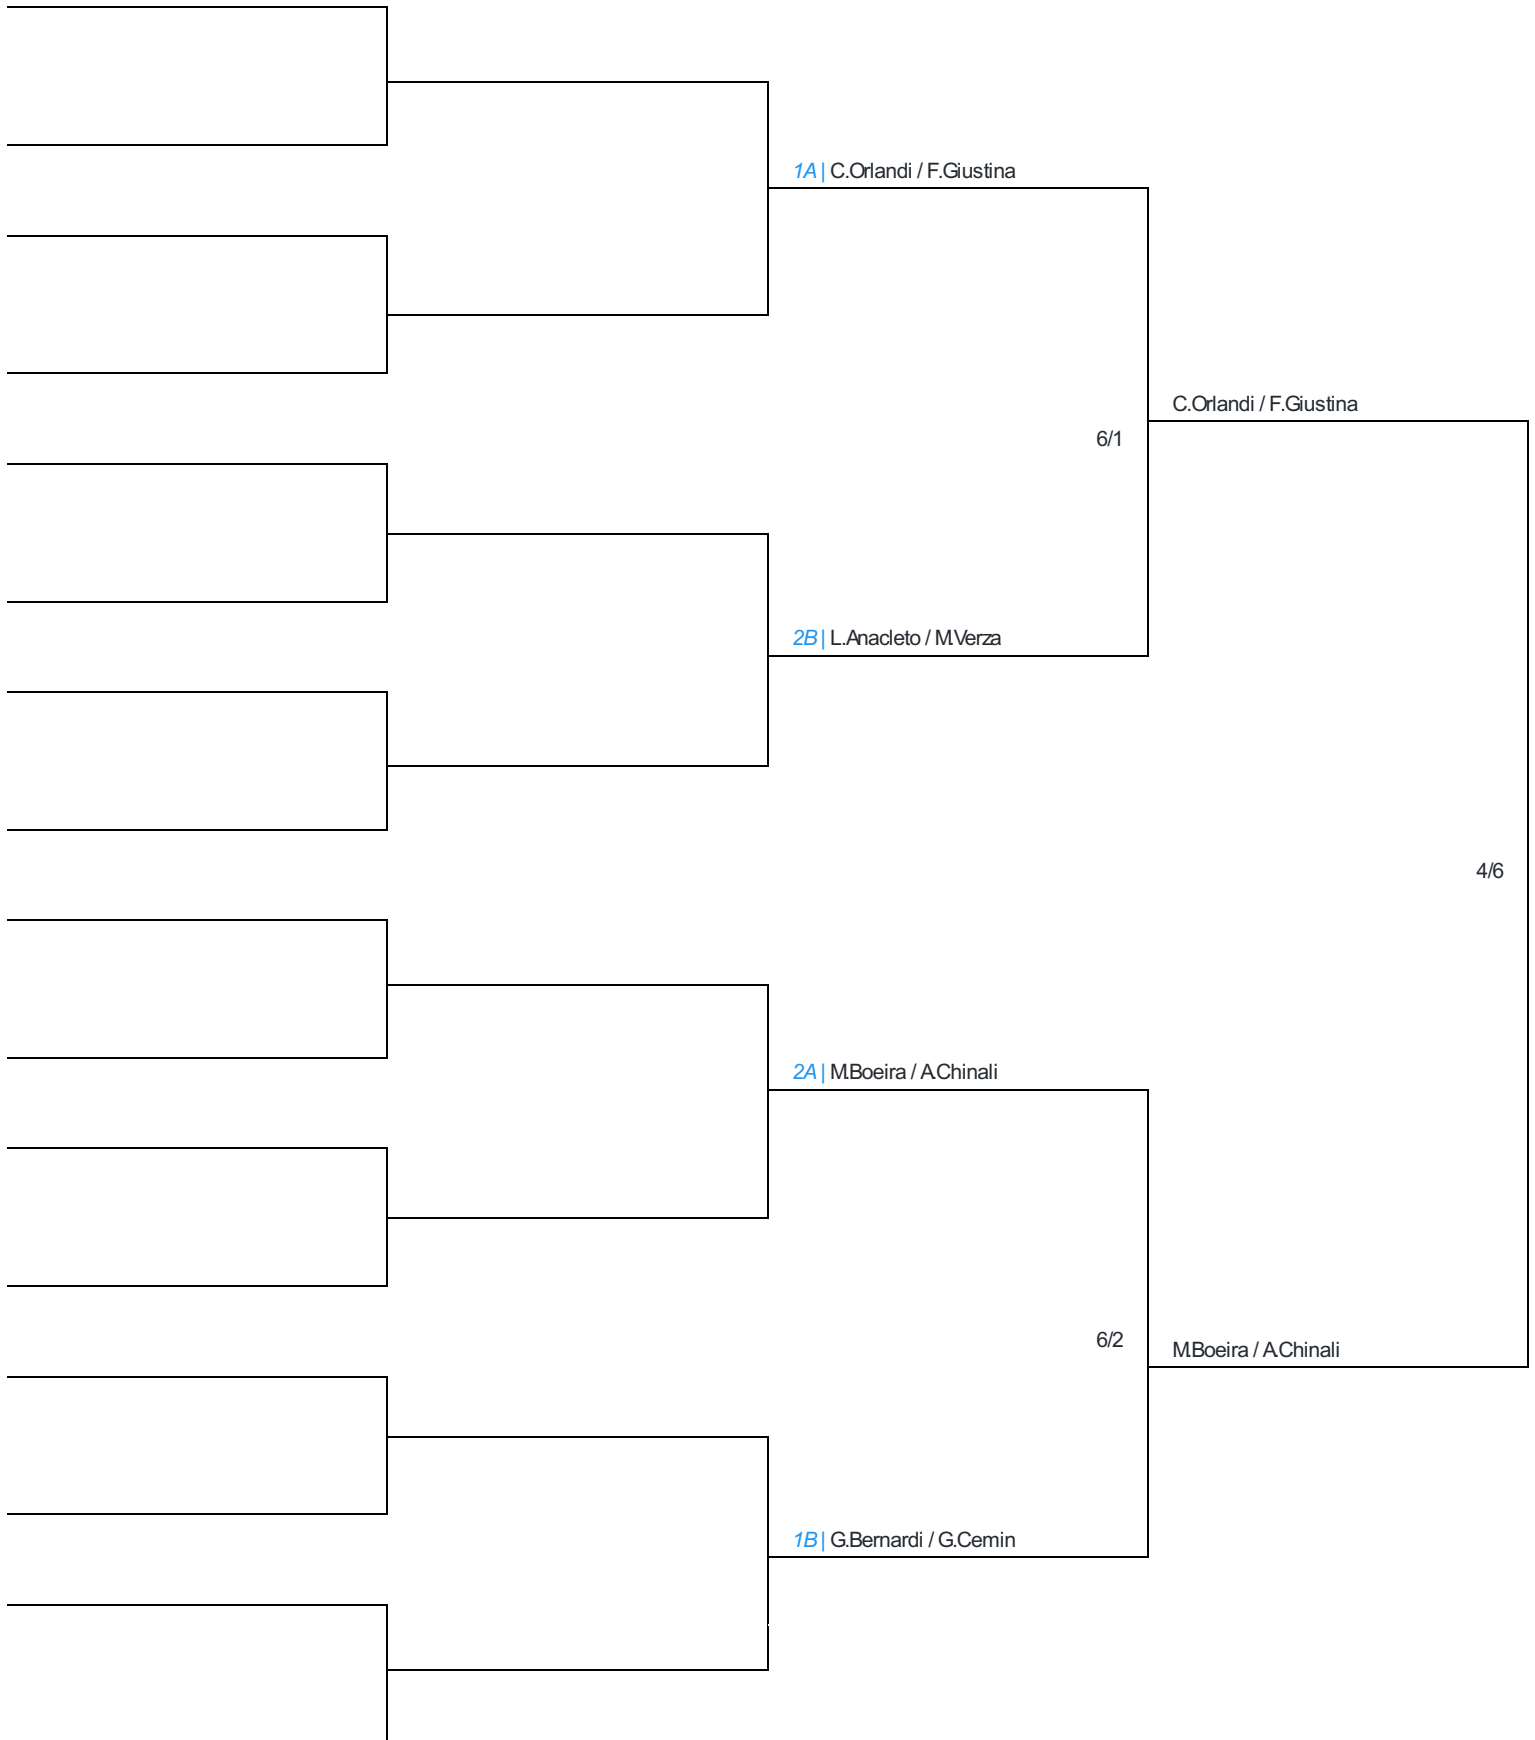 1A | C.Orlandi / F.Giustina
C.Orlandi / F.Giustina
6/1
2B | L.Anacleto / M.Verza
4/6
2A | M.Boeira / A.Chinali
6/2
M.Boeira / A.Chinali
1B | G.Bernardi / G.Cemin